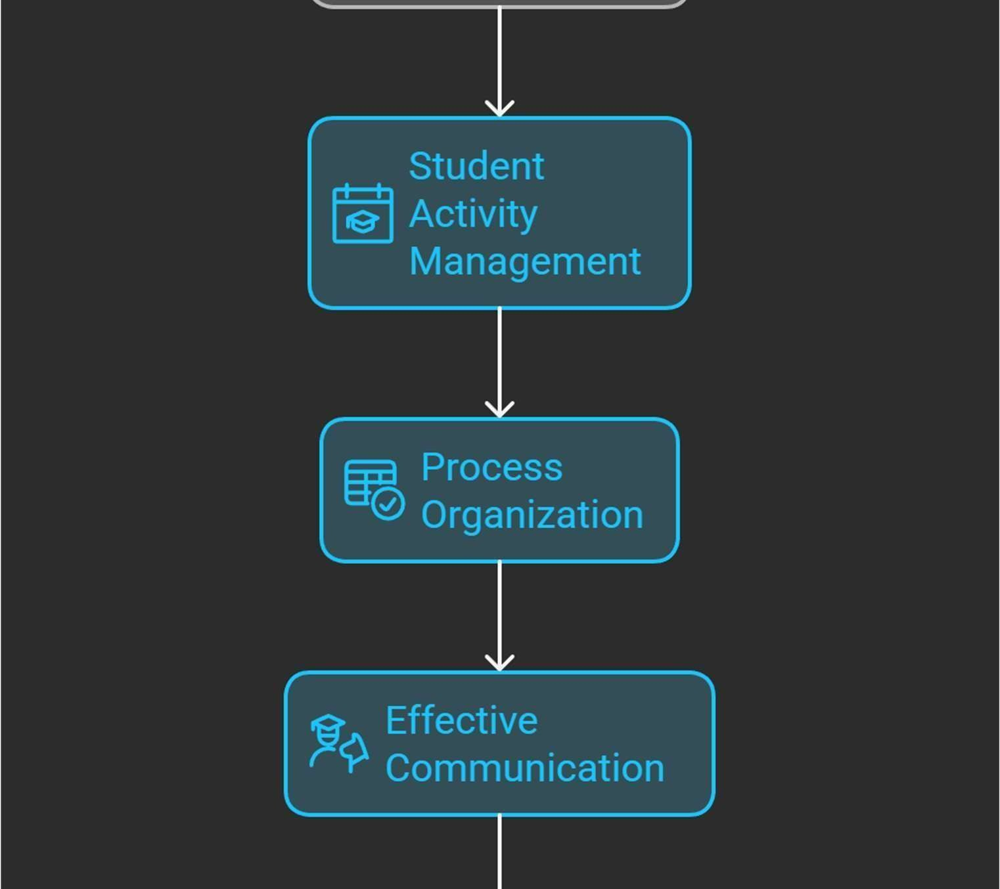 Student
Activity
Management
Process
Organization
Effective
Communication